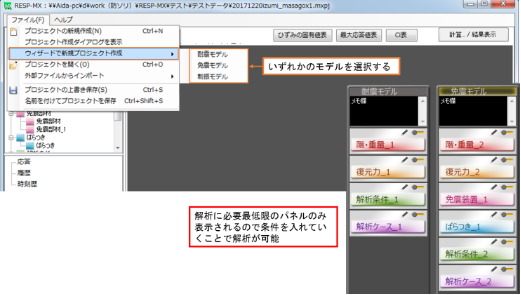 RESP-MX : ¥¥Aida-pc¥d¥work（防ソリ）¥RESP-MX¥テスト¥テストデータ¥20171220izumi_masagox1.mxp]
ファイル(F) ヘルプ
プロジェクトの新規作成(N) Ctrl+N
プロジェクト作成ダイアログを表示
ウィザードで新規プロジェクト作成
プロジェクトを開く(O) Ctrl+O
外部ファイルからインポート
プロジェクトの上書き保存(S) Ctrl+S
名前を付けてプロジェクトを保存 Ctrl+Shift+S
ひずみの固有値表 最大応答値表 Q表 計算／結果表示
耐震モデル
免震モデル
制振モデル
いずれかのモデルを選択する
免震部材
免震部材
免震部材_1
ばらつき
ばらつき
応答
履歴
時刻歴
耐震モデル
メモ欄
階・重量_1
復元力_1
解析条件_1
解析ケース_1
免震モデル
メモ欄
階・重量_2
復元力_2
免震装置_1
ばらつき_1
解析条件_2
解析ケース_2
解析に必要最低限のパネルのみ
表示されるので条件を入れてい
くことで解析が可能